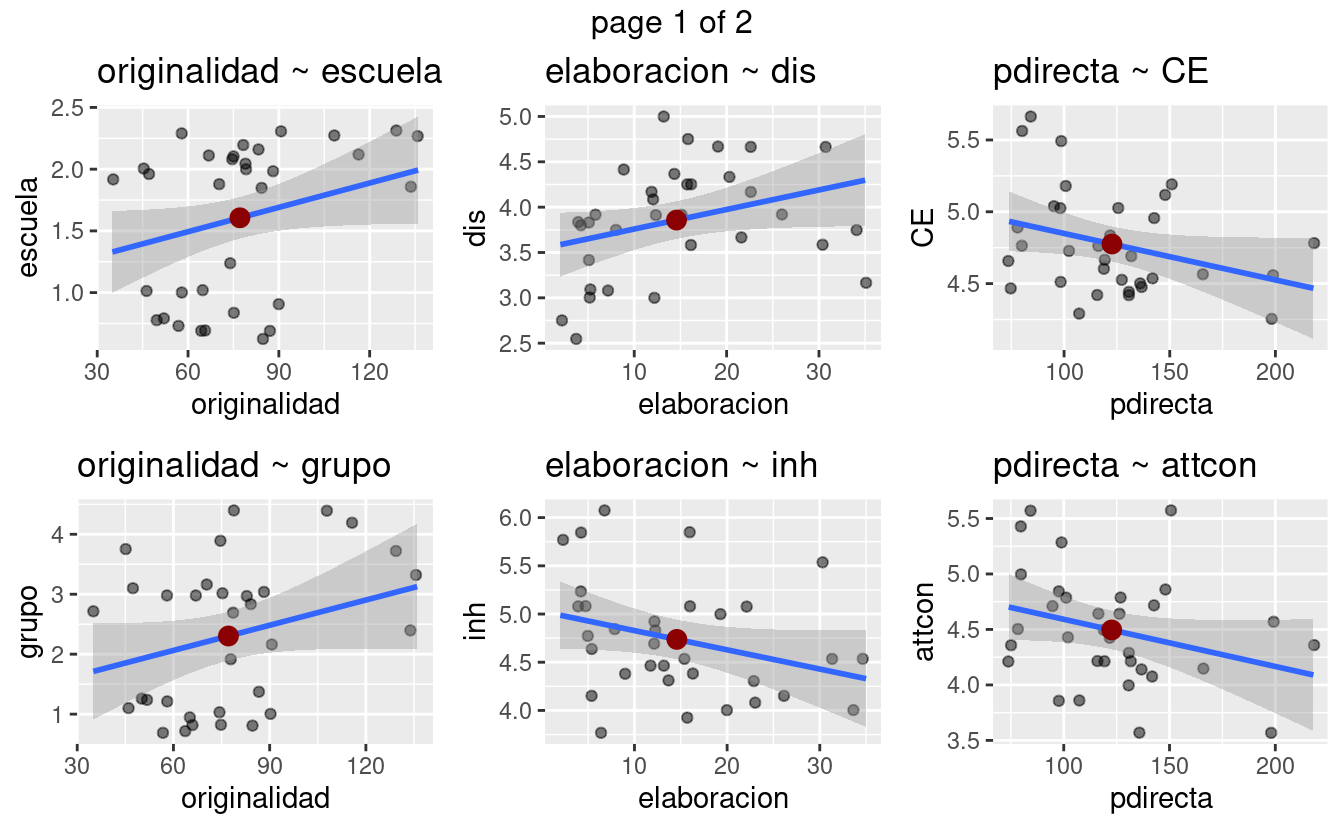 page 1 of 2
originalidad ~ escuela
elaboracion ~ dis
pdirecta ~ CE
escuela
2.5
2.0
1.5
1.0
30 60 90 120
originalidad
dis
5.0
4.5
4.0
3.5
3.0
2.5
10 20 30
elaboracion
CE
5.5
5.0
4.5
100 150 200
pdirecta
originalidad ~ grupo
elaboracion ~ inh
pdirecta ~ attcon
grupo
4
3
2
1
30 60 90 120
originalidad
inh
6.0
5.5
5.0
4.5
4.0
10 20 30
elaboracion
attcon
5.5
5.0
4.5
4.0
3.5
100 150 200
pdirecta